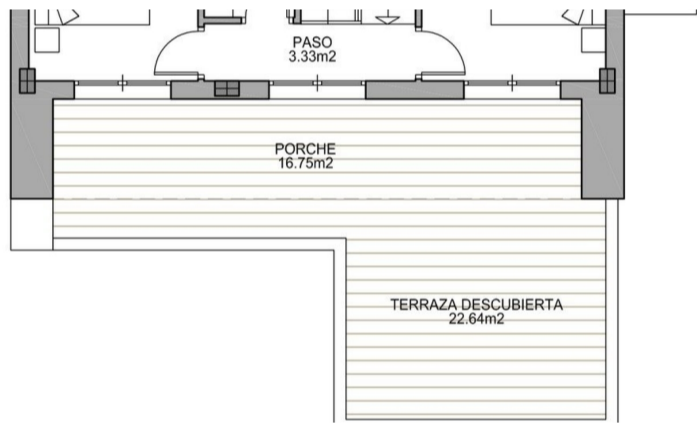 PASO
3.33m2
PORCHE
16.75m2
TERRAZA DESCUBIERTA
22.64m2